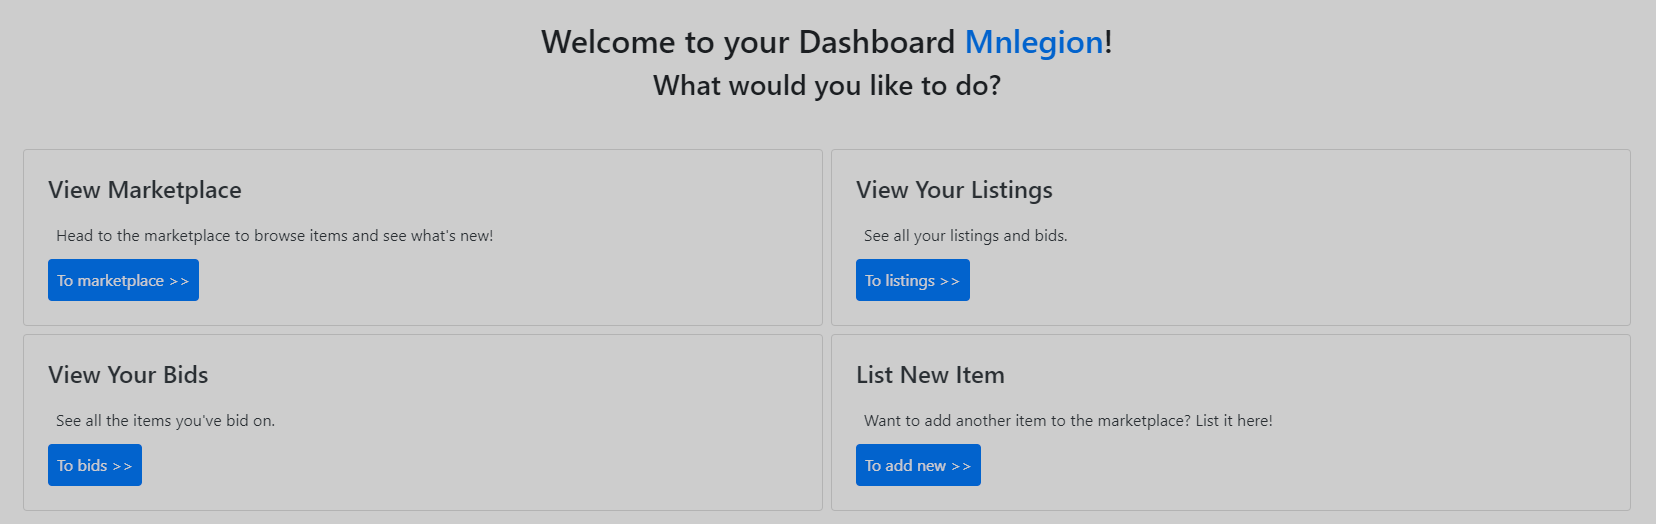 Welcome to your Dashboard Mnlegion!
What would you like to do?
View Marketplace
Head to the marketplace to browse items and see what's new!
To marketplace >>
View Your Listings
See all your listings and bids.
To listings >>
View Your Bids
See all the items you've bid on.
To bids >>
List New Item
Want to add another item to the marketplace? List it here!
To add new >>